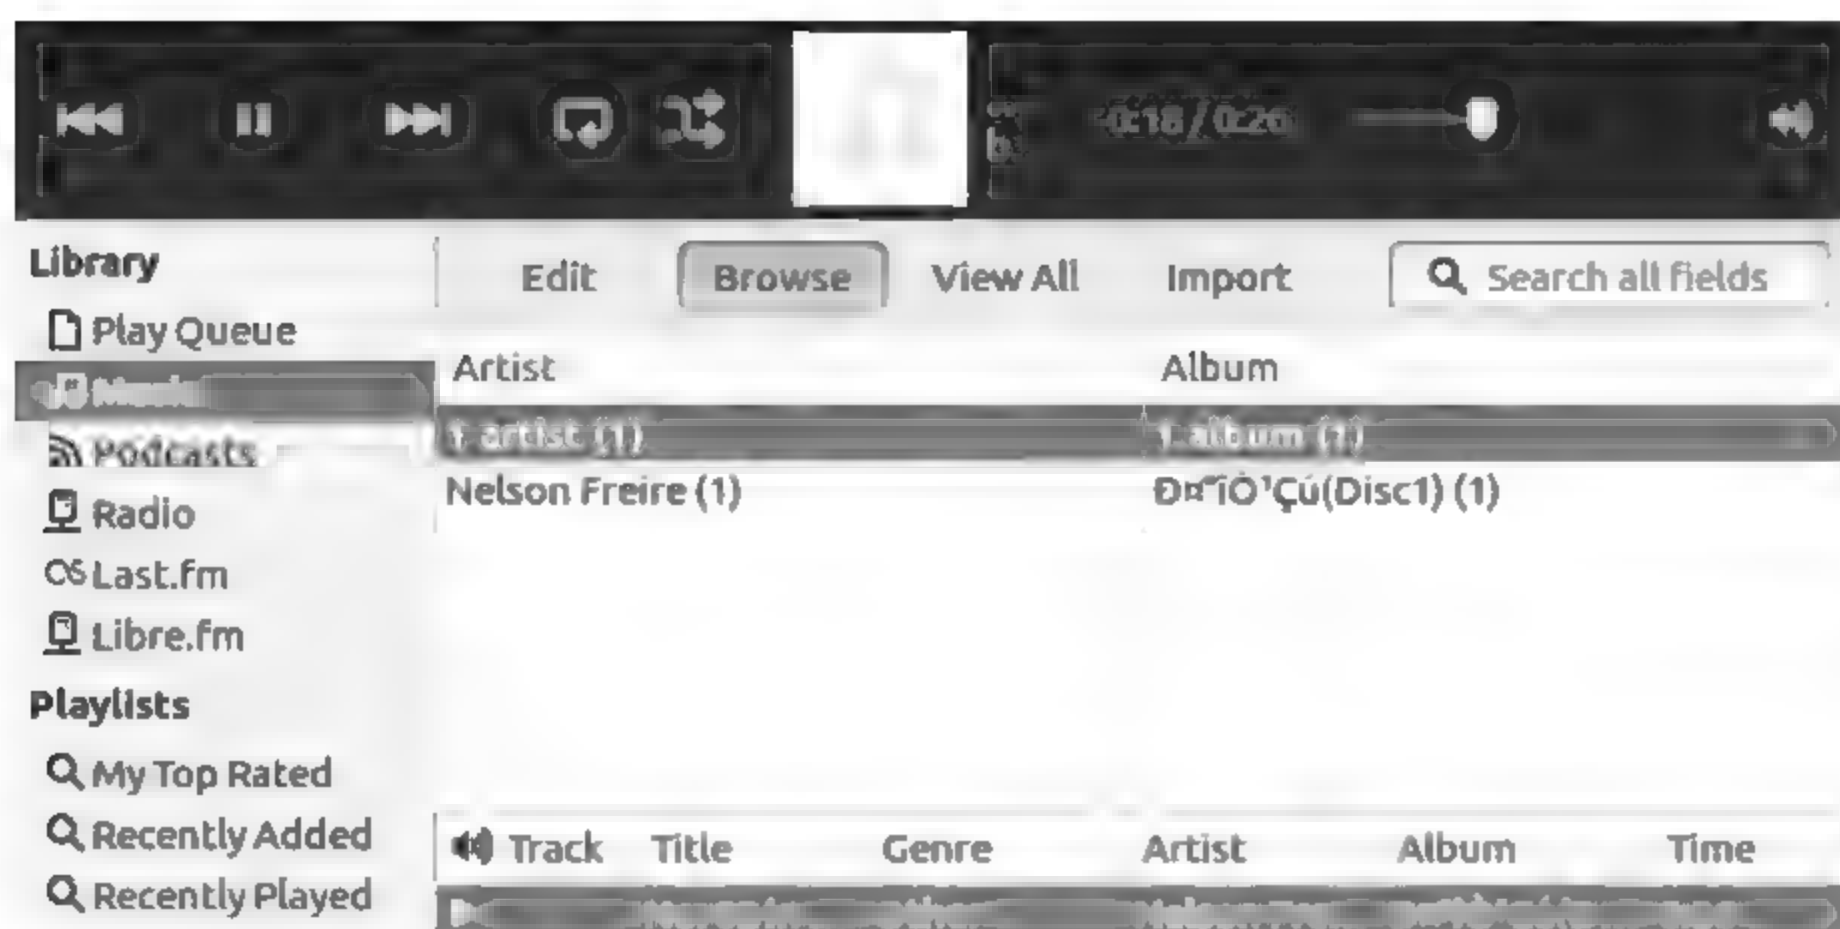 0:18 / 0:26
Library
Edit Browse View All Import Search all fields
Play Queue
Artist Album
Music
1 artist (1) 1 album (1)
Podcasts
Nelson Freire (1) Ð¤˜îÒ¹Çú(Disc1) (1)
Radio
Last.fm
Libre.fm
Playlists
My Top Rated
Recently Added
Track Title Genre Artist Album Time
Recently Played